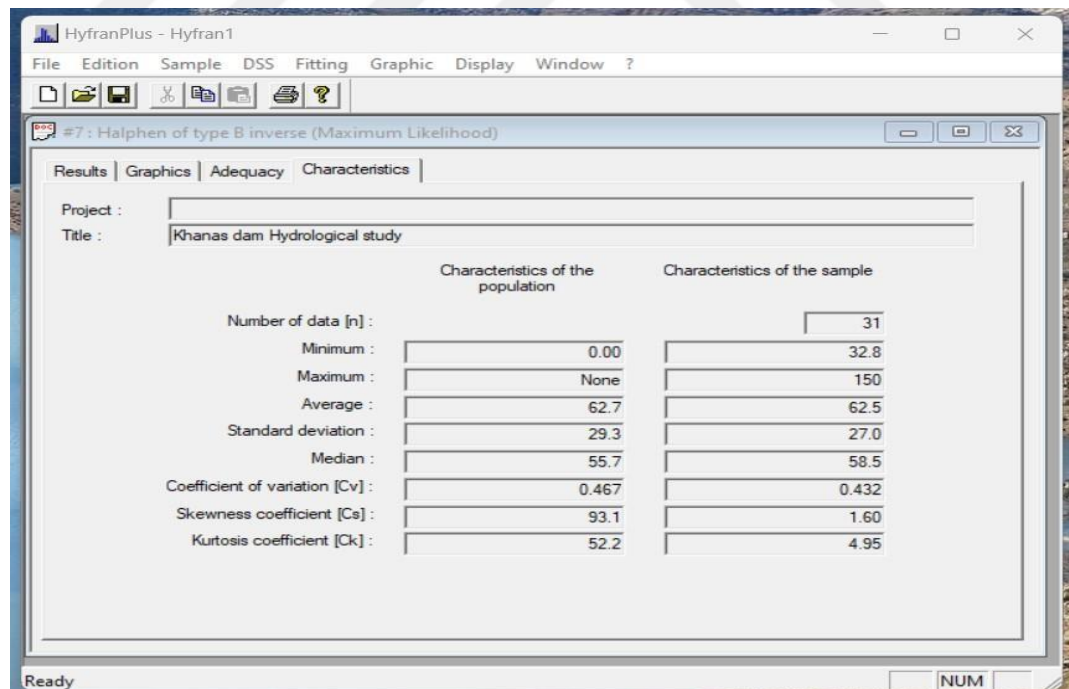 HyfranPlus - Hyfran1
File Edition Sample DSS Fitting Graphic Display Window ?
#7 : Halphen of type B inverse (Maximum Likelihood)
Results Graphics Adequacy Characteristics
Project :
Title : Khanas dam Hydrological study
Characteristics of the population Characteristics of the sample
Number of data [n] : 31
Minimum : 0.00 32.8
Maximum : None 150
Average : 62.7 62.5
Standard deviation : 29.3 27.0
Median : 55.7 58.5
Coefficient of variation [Cv] : 0.467 0.432
Skewness coefficient [Cs] : 93.1 1.60
Kurtosis coefficient [Ck] : 52.2 4.95
Ready NUM